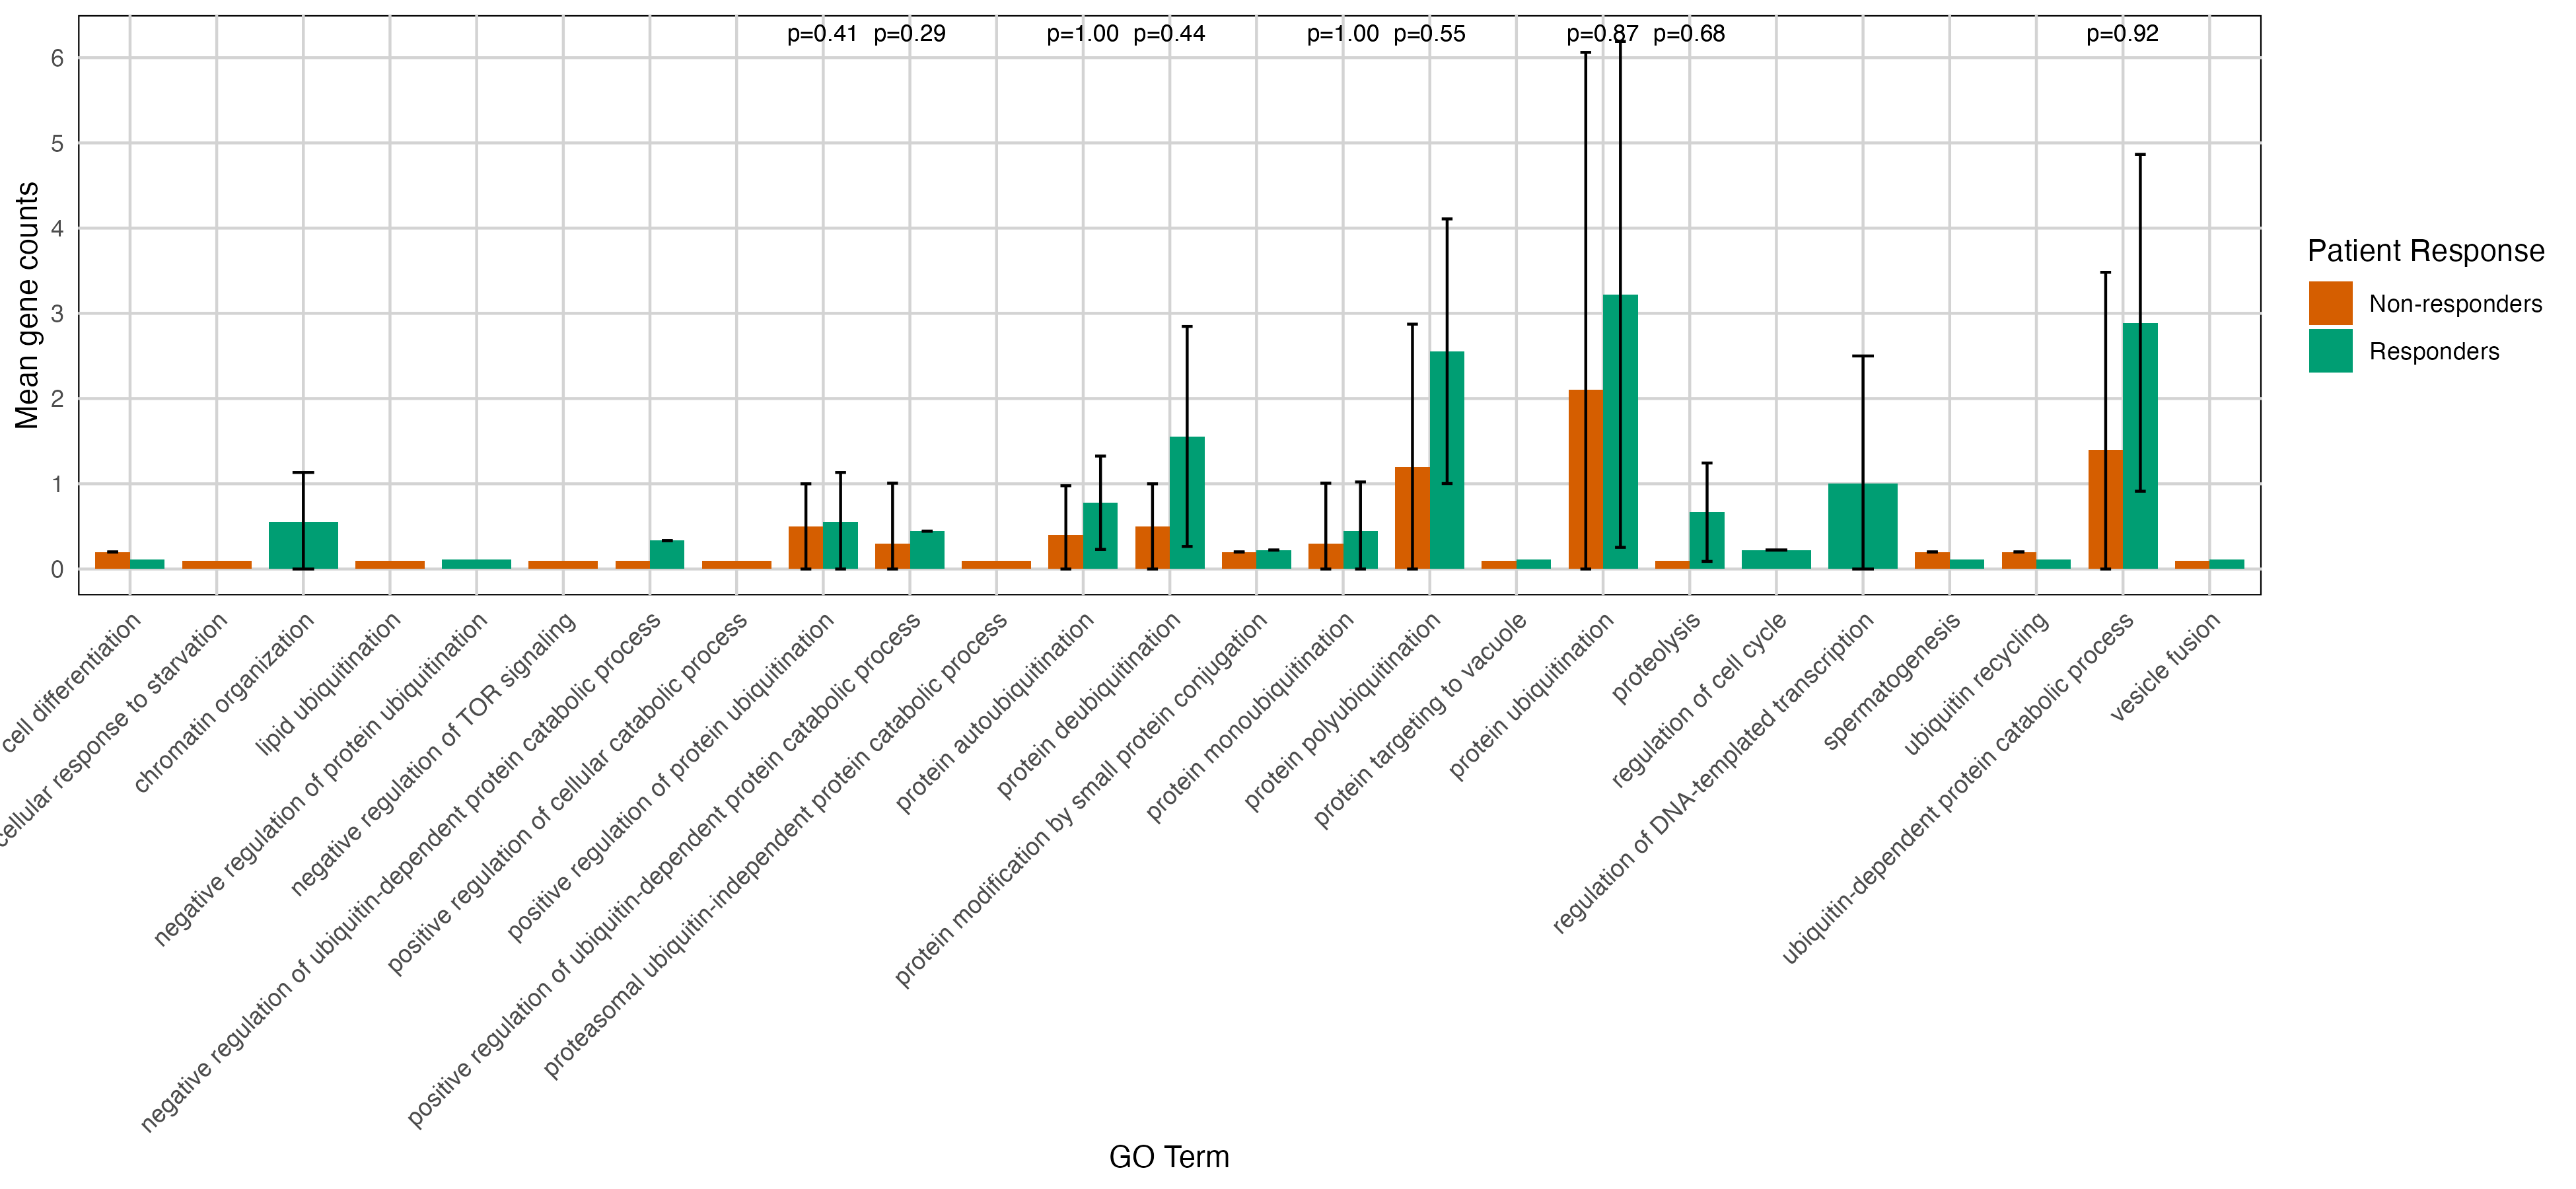 p=0.41
p=0.29
p=1.00
p=0.44
p=1.00
p=0.55
p=0.87
p=0.68
p=0.92
Mean gene counts
6
5
4
3
2
1
0
Patient Response
Non-responders
Responders
cell differentiation
cellular response to starvation
chromatin organization
lipid ubiquitination
negative regulation of protein ubiquitination
negative regulation of TOR signaling
negative regulation of ubiquitin-dependent protein catabolic process
positive regulation of cellular catabolic process
positive regulation of protein ubiquitination
positive regulation of ubiquitin-dependent protein catabolic process
proteasomal ubiquitin-independent protein catabolic process
protein autoubiquitination
protein deubiquitination
protein modification by small protein conjugation
protein monoubiquitination
protein polyubiquitination
protein targeting to vacuole
protein ubiquitination
proteolysis
regulation of cell cycle
regulation of DNA-templated transcription
spermatogenesis
ubiquitin recycling
ubiquitin-dependent protein catabolic process
vesicle fusion
GO Term